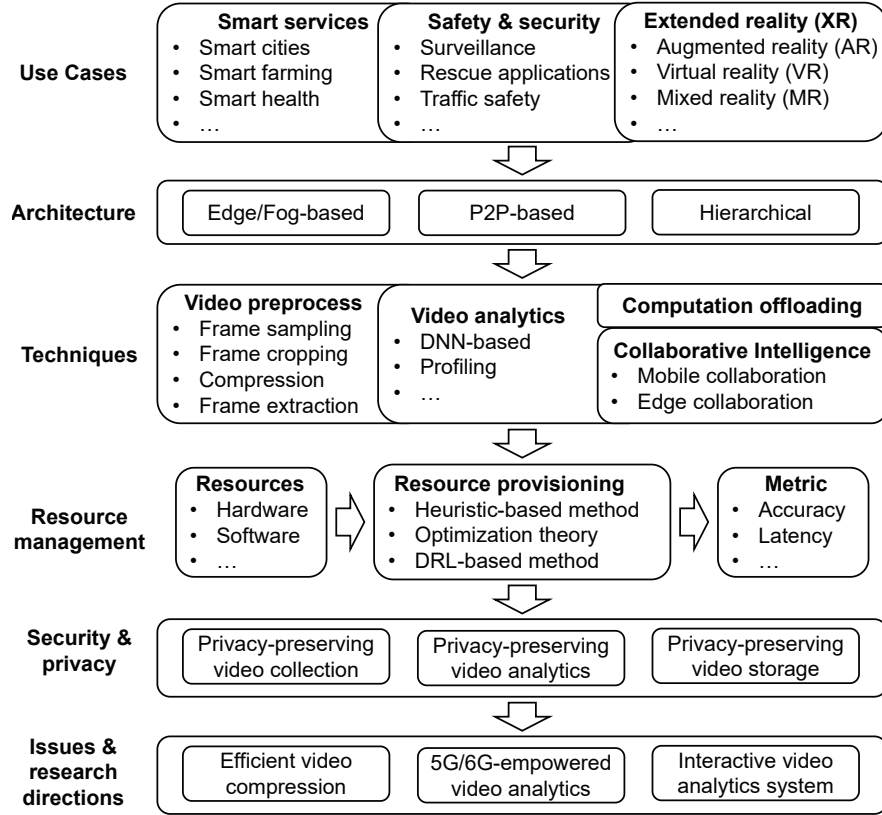 Use Cases
Smart services
• Smart cities
• Smart farming
• Smart health
• …
Safety & security
• Surveillance
• Rescue applications
• Traffic safety
• …
Extended reality (XR)
• Augmented reality (AR)
• Virtual reality (VR)
• Mixed reality (MR)
• …
Architecture
Edge/Fog-based
P2P-based
Hierarchical
Techniques
Video preprocess
• Frame sampling
• Frame cropping
• Compression
• Frame extraction
Video analytics
• DNN-based
• Profiling
• …
Computation offloading
Collaborative Intelligence
• Mobile collaboration
• Edge collaboration
Resource
management
Resources
• Hardware
• Software
• …
Resource provisioning
• Heuristic-based method
• Optimization theory
• DRL-based method
Metric
• Accuracy
• Latency
• …
Security &
privacy
Privacy-preserving
video collection
Privacy-preserving
video analytics
Privacy-preserving
video storage
Issues &
research
directions
Efficient video
compression
5G/6G-empowered
video analytics
Interactive video
analytics system